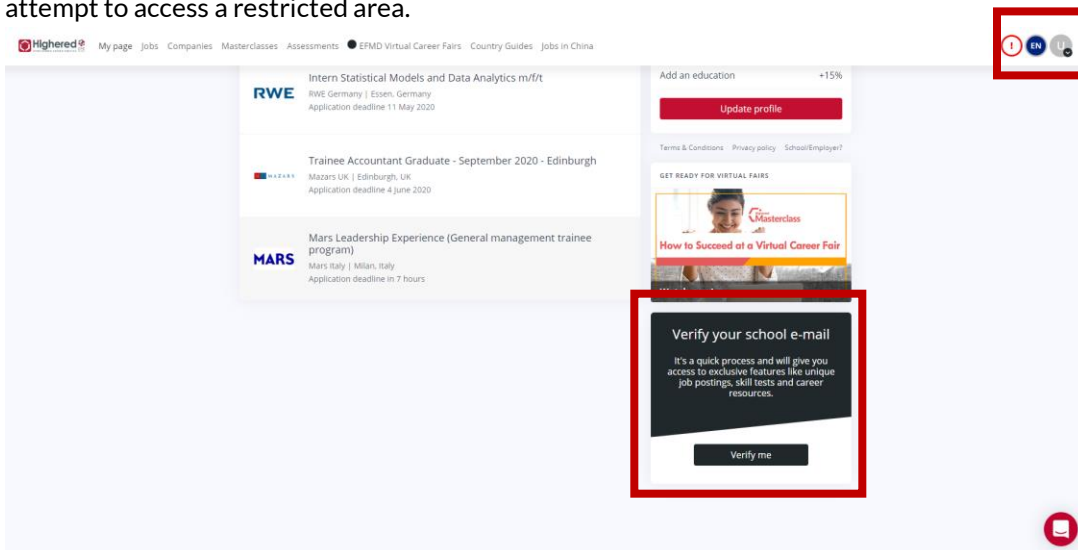 attempt to access a restricted area.
Highered My page Jobs Companies Masterclasses Assessments EFMD Virtual Career Fairs Country Guides Jobs in China ! EN U
Intern Statistical Models and Data Analytics m/f/t
RWE
RWE Germany | Essen, Germany
Application deadline 11 May 2020
Trainee Accountant Graduate - September 2020 - Edinburgh
MAZARS
Mazars UK | Edinburgh, UK
Application deadline 4 June 2020
Mars Leadership Experience (General management trainee
program)
MARS
Mars Italy | Milan, Italy
Application deadline in 7 hours
Add an education +15%
Update profile
Terms & Conditions Privacy policy School/Employer?
GET READY FOR VIRTUAL FAIRS
Masterclass
How to Succeed at a Virtual Career Fair
Verify your school e-mail
It's a quick process and will give you
access to exclusive features like unique
job postings, skill tests and career
resources.
Verify me